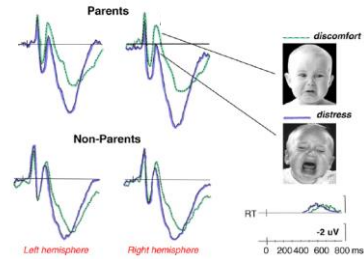 Parents
discomfort
distress
Non-Parents
Left hemisphere
Right hemisphere
RT
-2 uV
0 200 400 600 800 ms